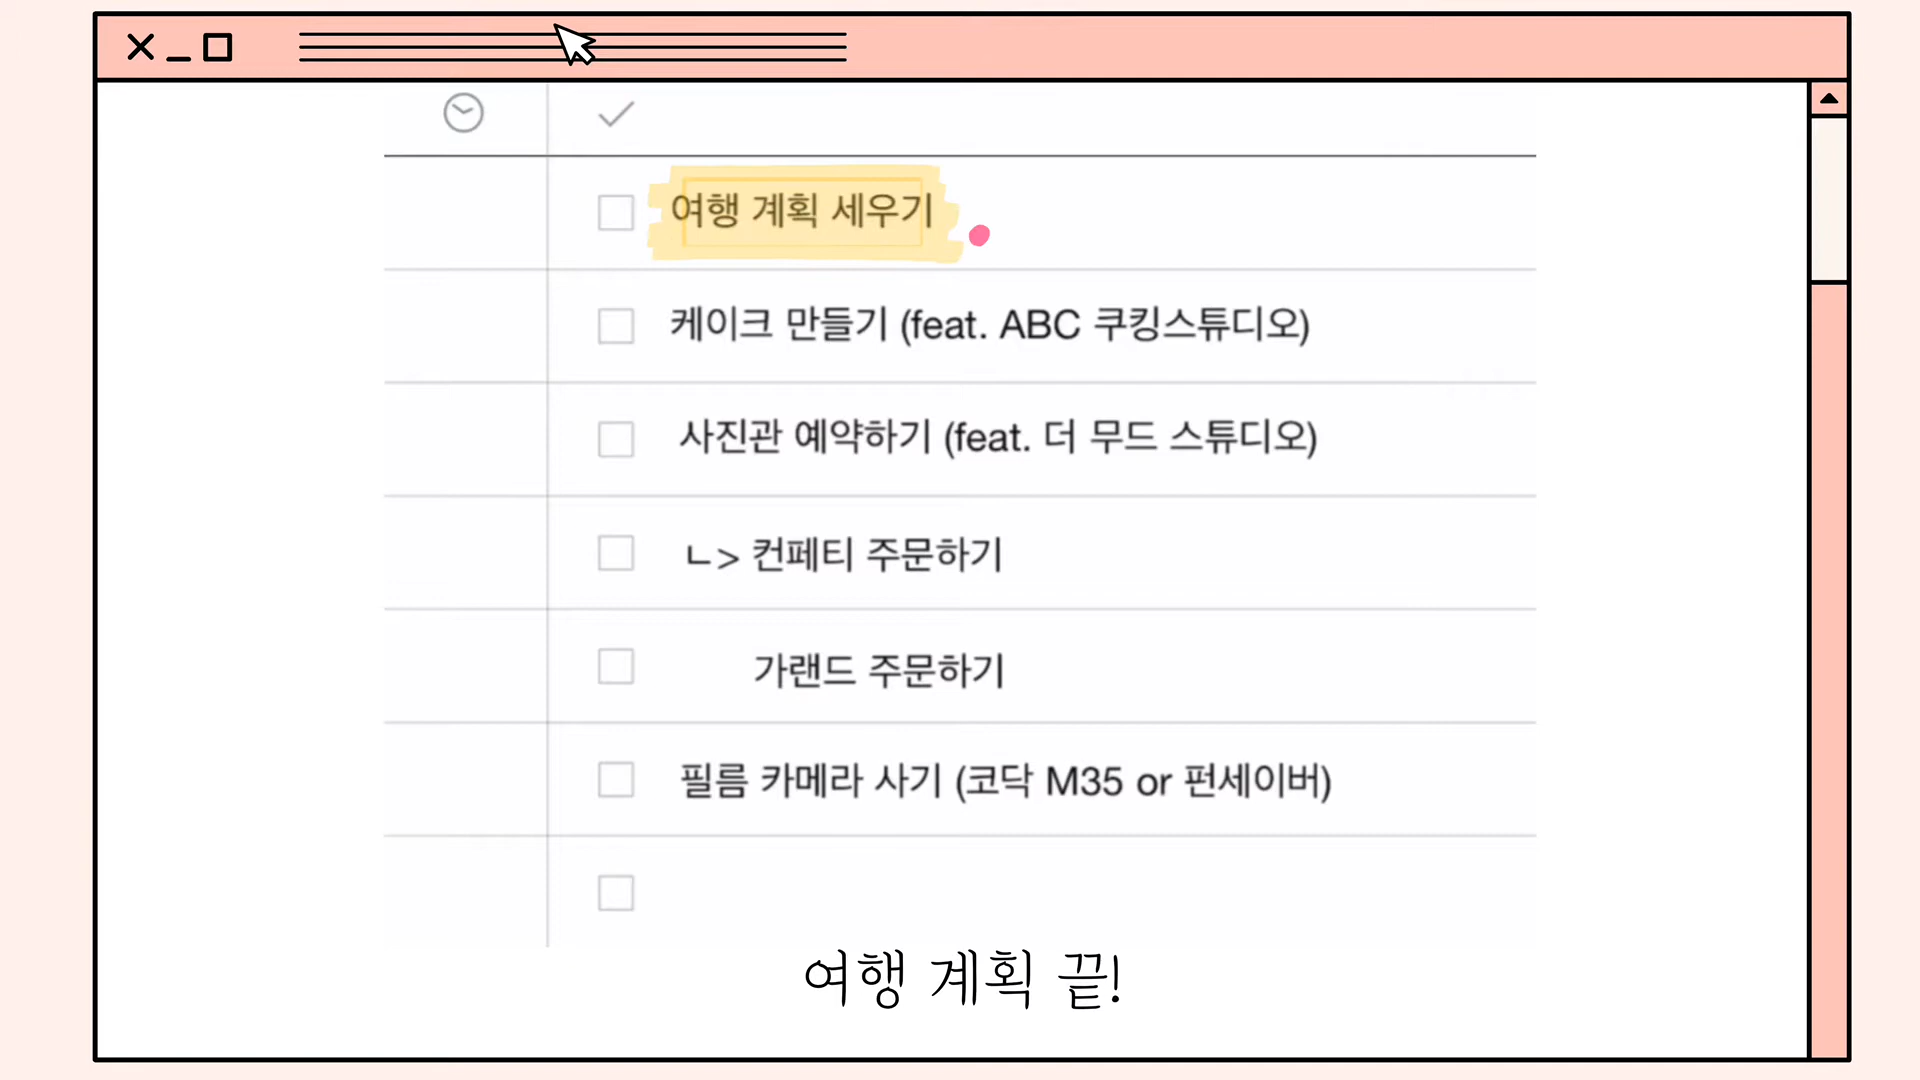 여행 계획 세우기
케이크 만들기 (feat. ABC 쿠킹스튜디오)
사진관 예약하기 (feat. 더 무드 스튜디오)
ㄴ> 컨페티 주문하기
가랜드 주문하기
필름 카메라 사기 (코닥 M35 or 펀세이버)
여행 계획 끝!